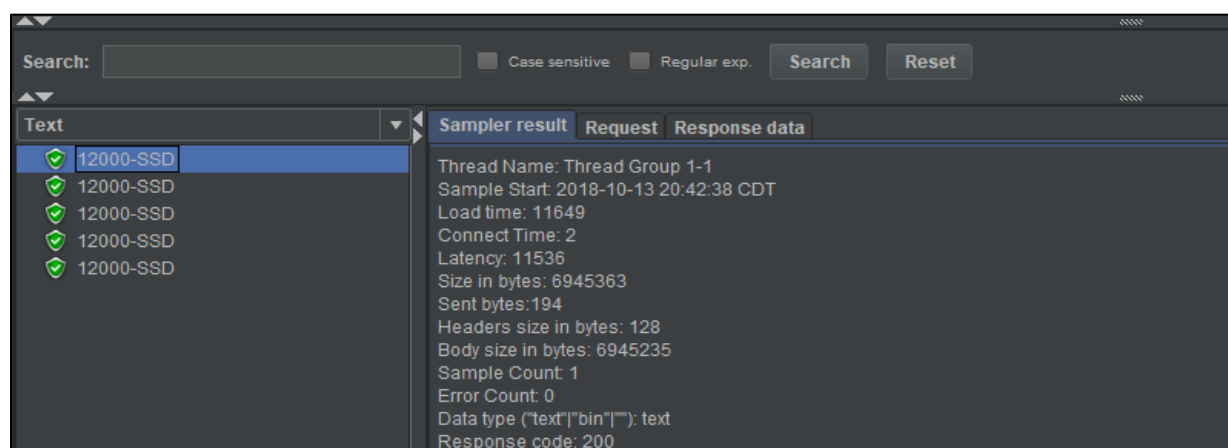 Search: Case sensitive Regular exp. Search Reset
Text
12000-SSD
12000-SSD
12000-SSD
12000-SSD
12000-SSD
Sampler result Request Response data
Thread Name: Thread Group 1-1
Sample Start: 2018-10-13 20:42:38 CDT
Load time: 11649
Connect Time: 2
Latency: 11536
Size in bytes: 6945363
Sent bytes:194
Headers size in bytes: 128
Body size in bytes: 6945235
Sample Count: 1
Error Count: 0
Data type ("text"|"bin"|""): text
Response code: 200